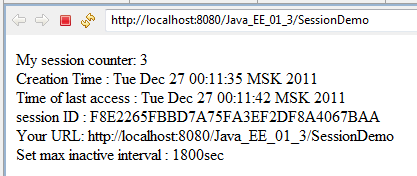 http://localhost:8080/Java_EE_01_3/SessionDemo
My session counter: 3
Creation Time : Tue Dec 27 00:11:35 MSK 2011
Time of last access : Tue Dec 27 00:11:42 MSK 2011
session ID : F8E2265FBBD7A75FA3EF2DF8A4067BAA
Your URL: http://localhost:8080/Java_EE_01_3/SessionDemo
Set max inactive interval : 1800sec